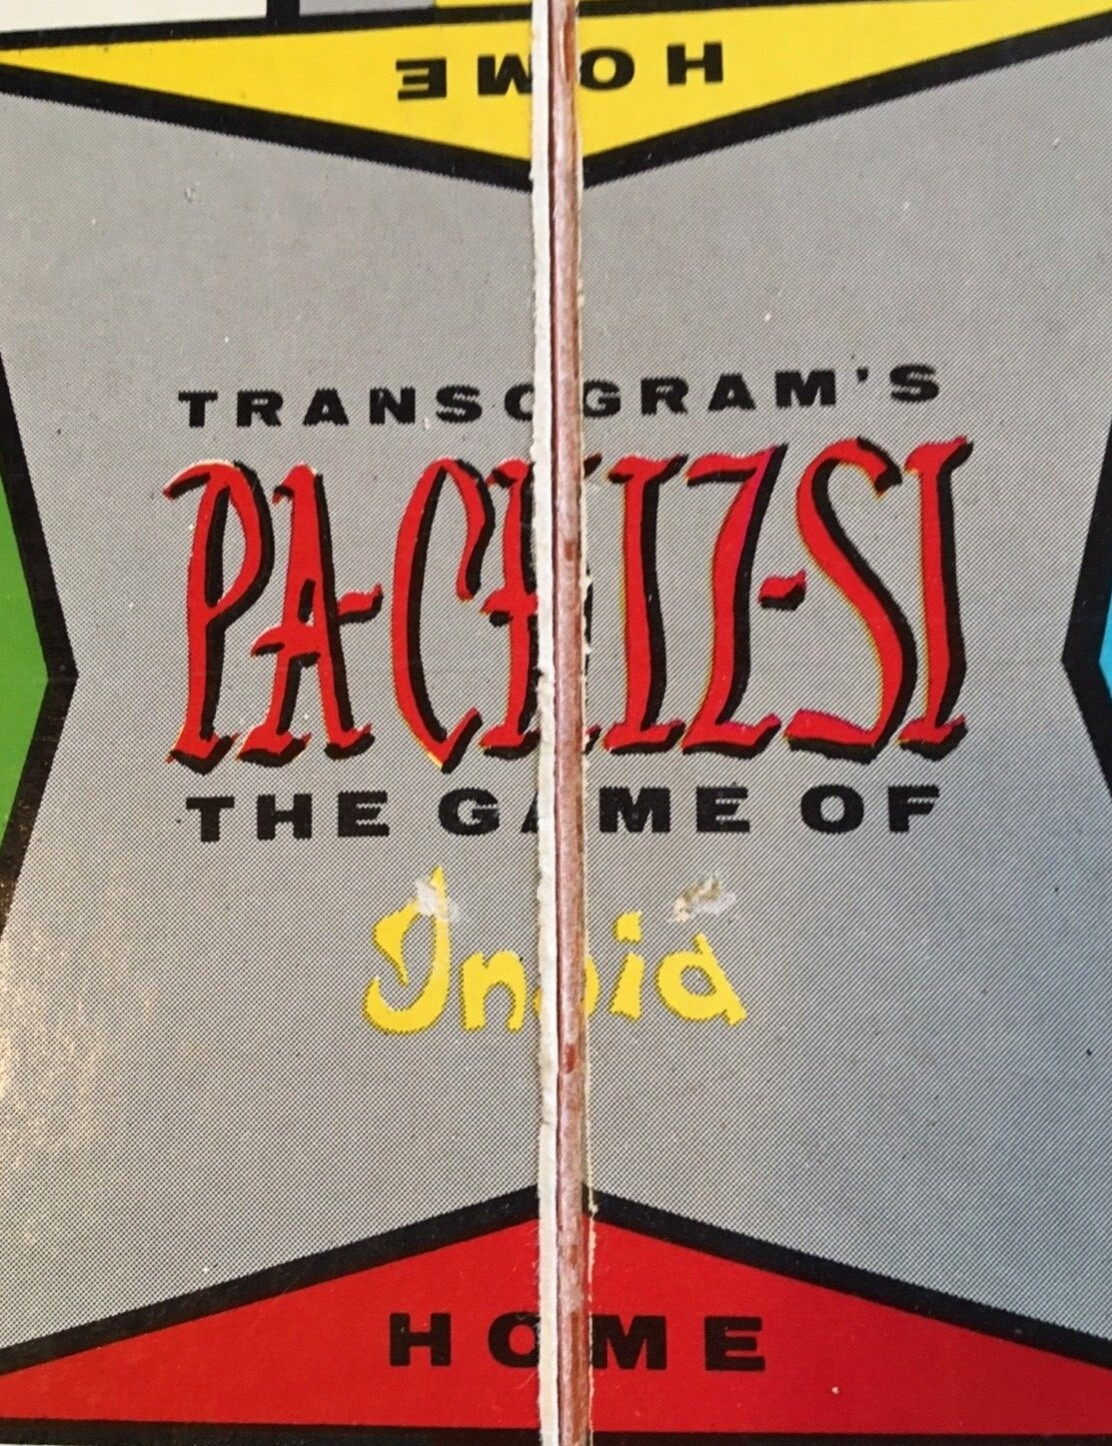 HOME
TRANSOGRAM'S
PA-CHIZ-SI
THE GAME OF
India
HOME